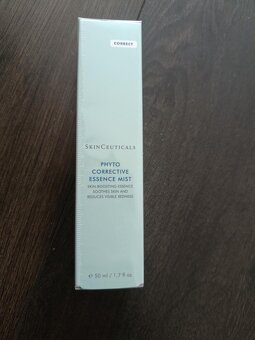 CORRECT
SKINCEUTICALS
PHYTO
CORRECTIVE
ESSENCE MIST
SKIN BOOSTING ESSENCE
SOOTHES SKIN AND
REDUCES VISIBLE REDNESS
e 50 ml / 1.7 fl oz